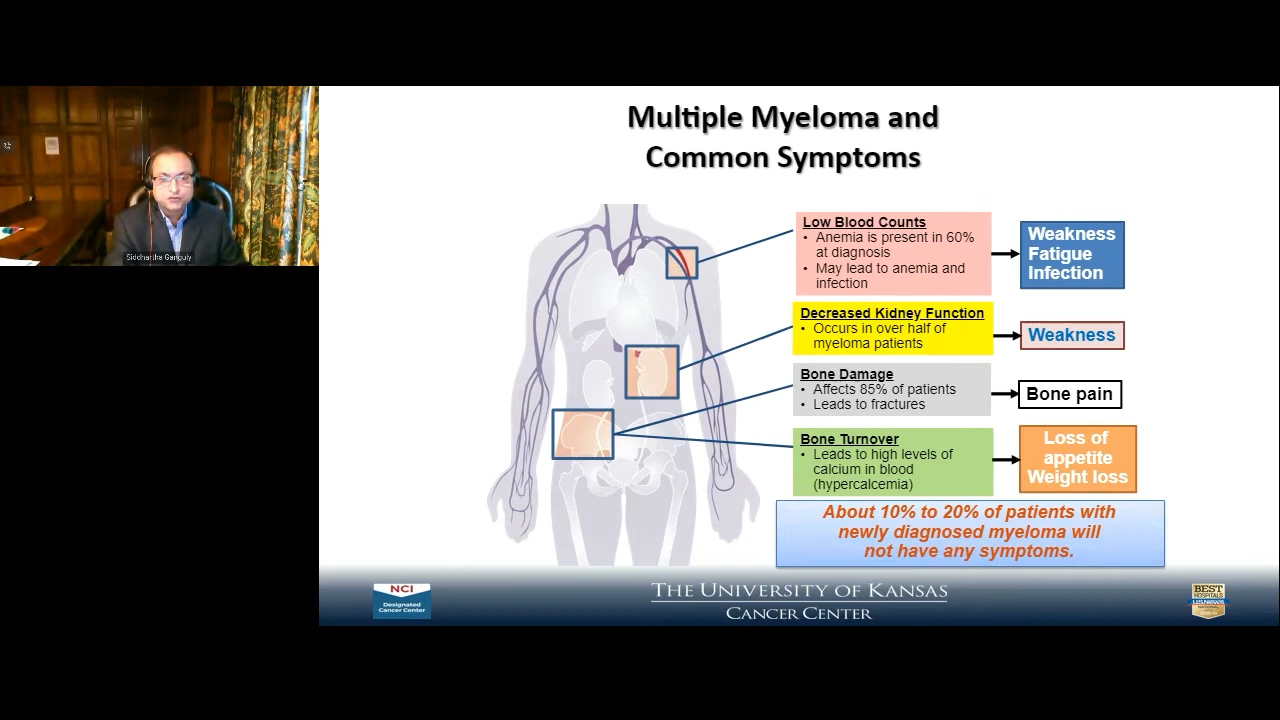 Multiple Myeloma and
Common Symptoms
Siddhartha Ganguly
Low Blood Counts
• Anemia is present in 60%
at diagnosis
• May lead to anemia and
infection
Weakness
Fatigue
Infection
Decreased Kidney Function
• Occurs in over half of
myeloma patients
Weakness
Bone Damage
• Affects 85% of patients
• Leads to fractures
Bone pain
Bone Turnover
• Leads to high levels of
calcium in blood
(hypercalcemia)
Loss of
appetite
Weight loss
About 10% to 20% of patients with
newly diagnosed myeloma will
not have any symptoms.
NCI
Designated
Cancer Center
THE UNIVERSITY OF KANSAS
CANCER CENTER
BEST
HOSPITALS
U.S.News